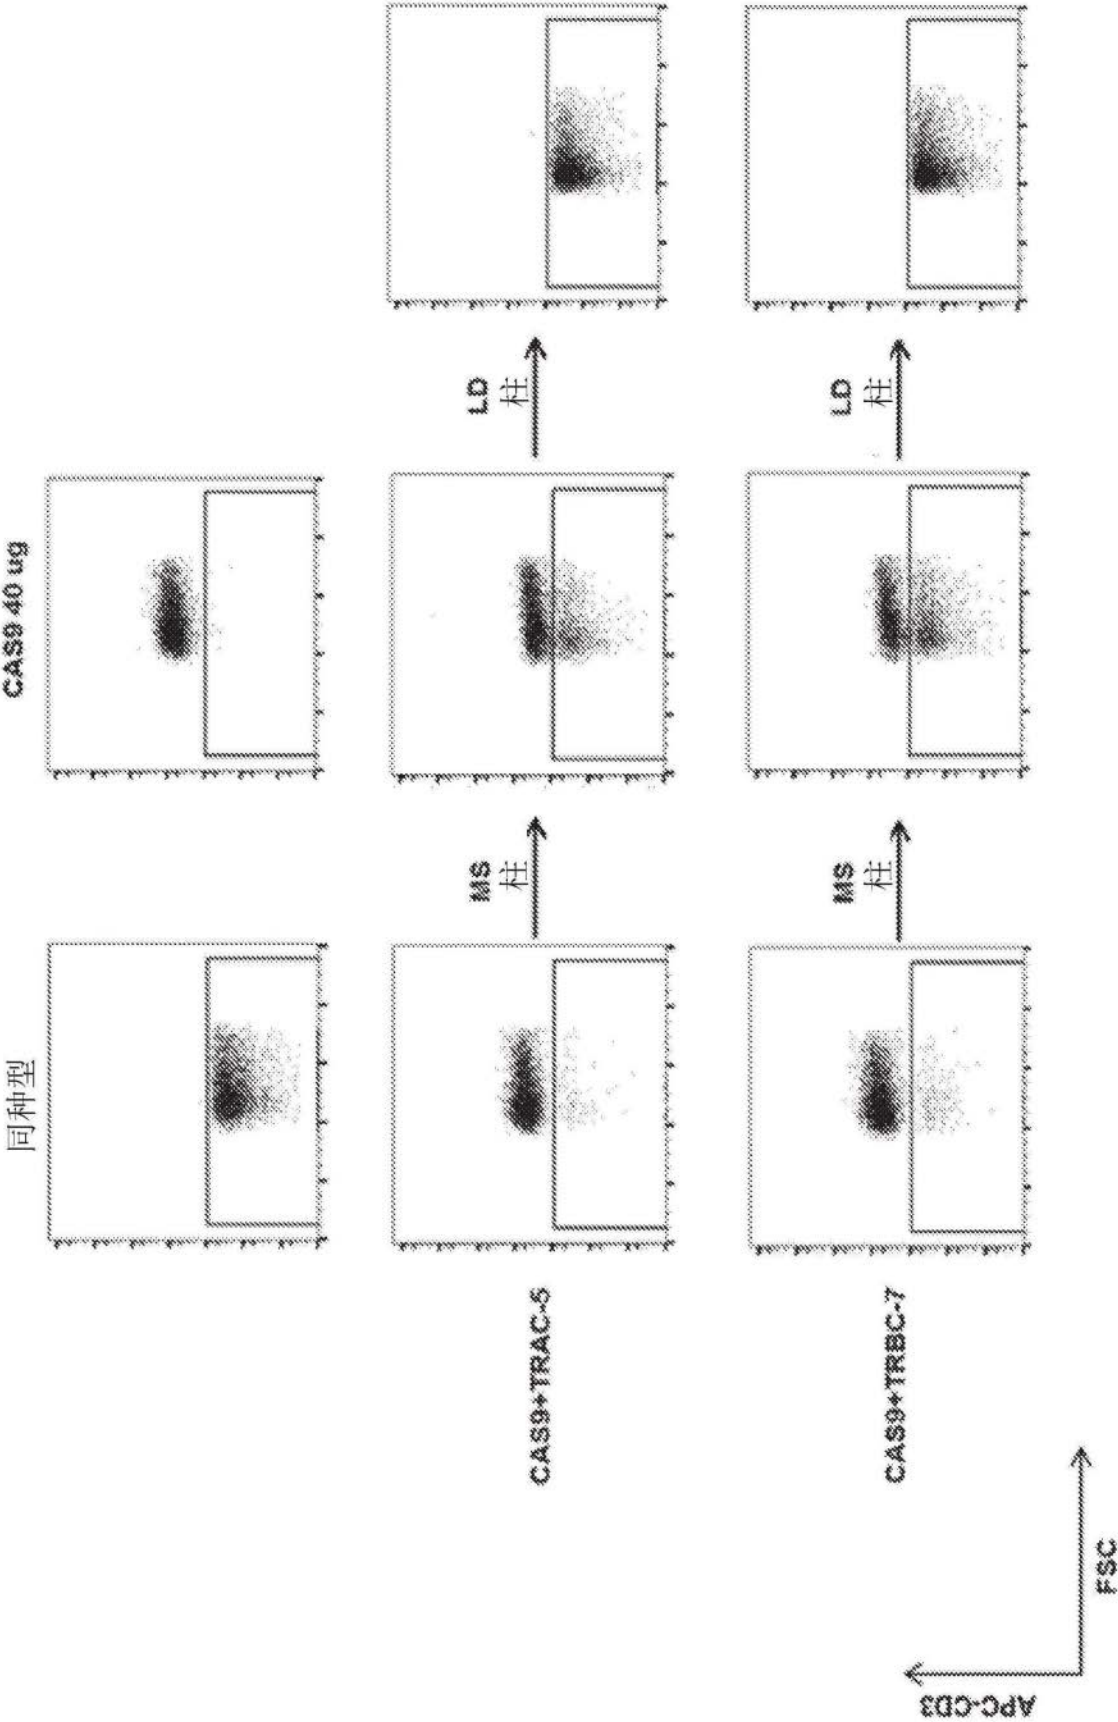 同种型
CAS9 40 ug
CAS9+TRAC-5
MS
柱
LD
柱
CAS9+TRBC-7
MS
柱
LD
柱
APC-CD3
FSC